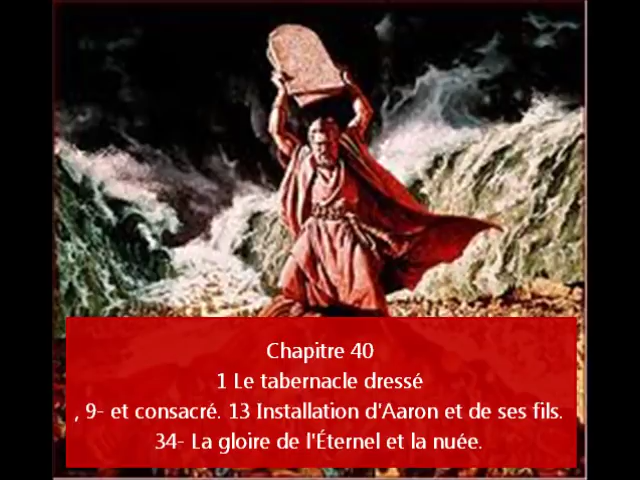 Chapitre 40
1 Le tabernacle dressé
, 9- et consacré. 13 Installation d'Aaron et de ses fils.
34- La gloire de l'Éternel et la nuée.